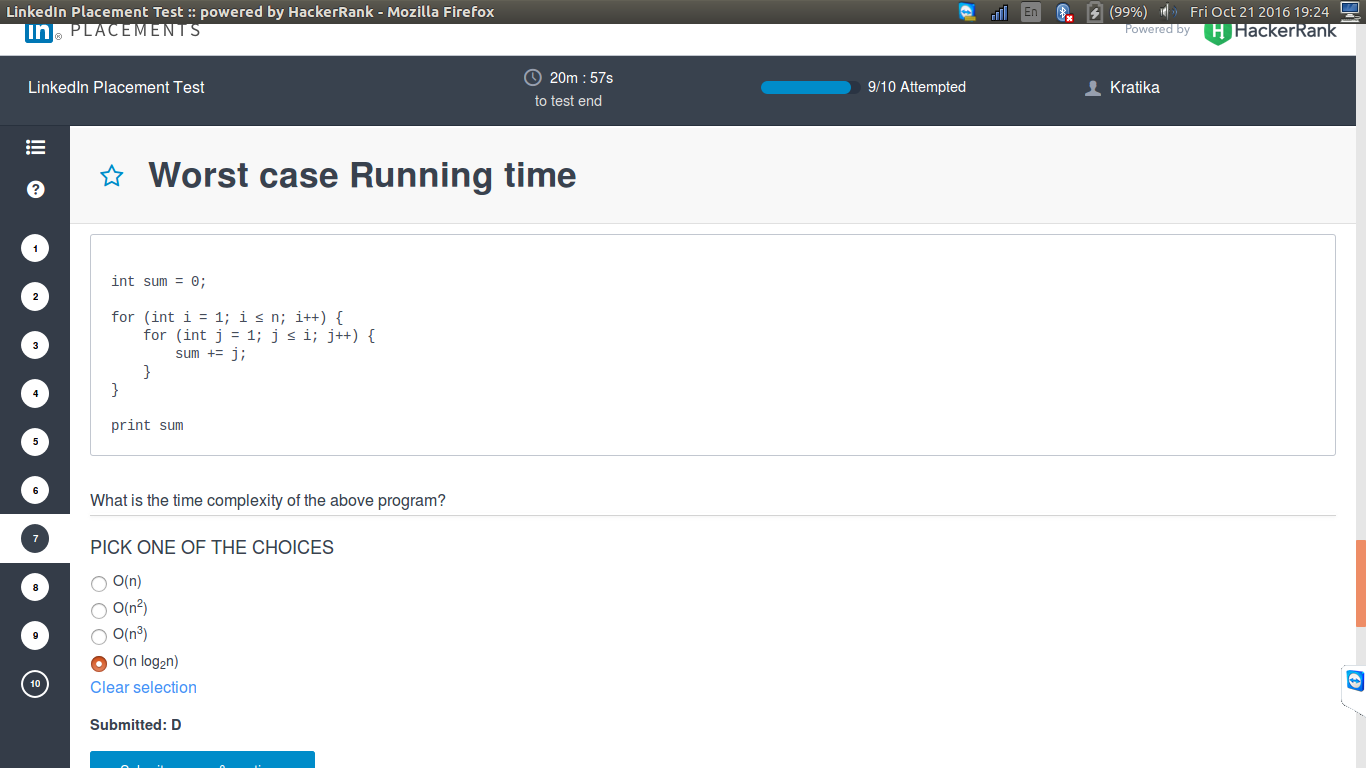 LinkedIn Placement Test :: powered by HackerRank - Mozilla Firefox
En (99%) Fri Oct 21 2016 19:24
in® PLACEMENTS
Powered by H HackerRank
LinkedIn Placement Test
20m : 57s
to test end
9/10 Attempted
Kratika
?
Worst case Running time
1
2
3
4
5
6
7
8
9
10
int sum = 0;
for (int i = 1; i ≤ n; i++) {
for (int j = 1; j ≤ i; j++) {
sum += j;
}
}
print sum
What is the time complexity of the above program?
PICK ONE OF THE CHOICES
O(n)
O(n²)
O(n³)
O(n log₂n)
Clear selection
Submitted: D